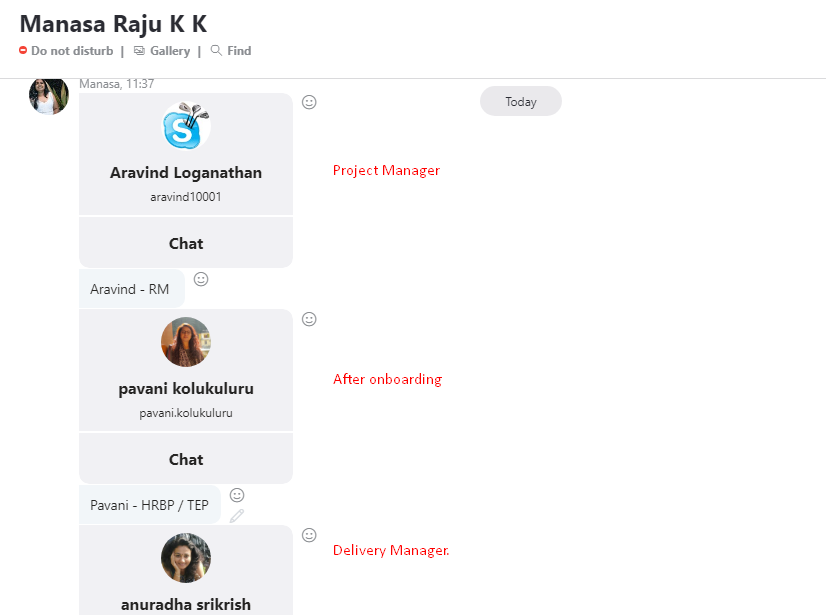 Manasa Raju K K
Do not disturb | Gallery | Find
Manasa, 11:37
Today
Aravind Loganathan
aravind10001
Project Manager
Chat
Aravind - RM
pavani kolukuluru
pavani.kolukuluru
After onboarding
Chat
Pavani - HRBP / TEP
Delivery Manager.
anuradha srikrish